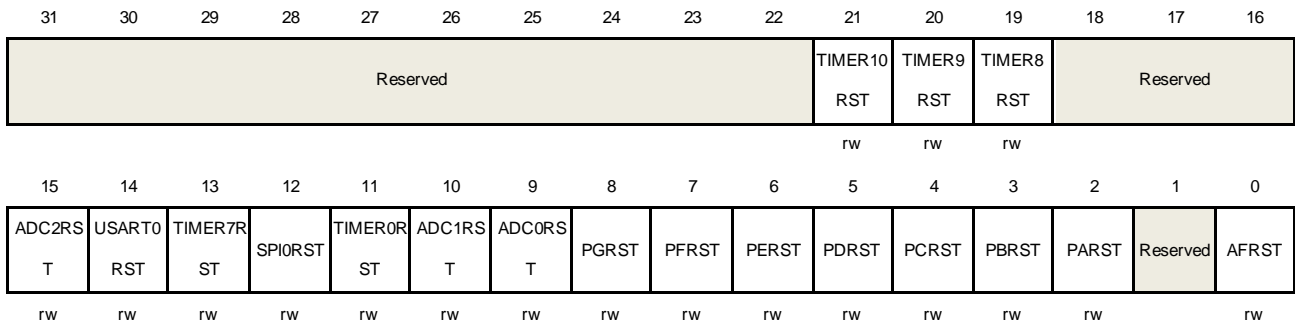 31 30 29 28 27 26 25 24 23 22 21 20 19 18 17 16
Reserved TIMER10 TIMER9 TIMER8 Reserved
RST RST RST
rw rw rw
15 14 13 12 11 10 9 8 7 6 5 4 3 2 1 0
ADC2RS USART0 TIMER7R SPI0RST TIMER0R ADC1RS ADC0RS PGRST PFRST PERST PDRST PCRST PBRST PARST Reserved AFRST
T RST ST ST T T
rw rw rw rw rw rw rw rw rw rw rw rw rw rw rw